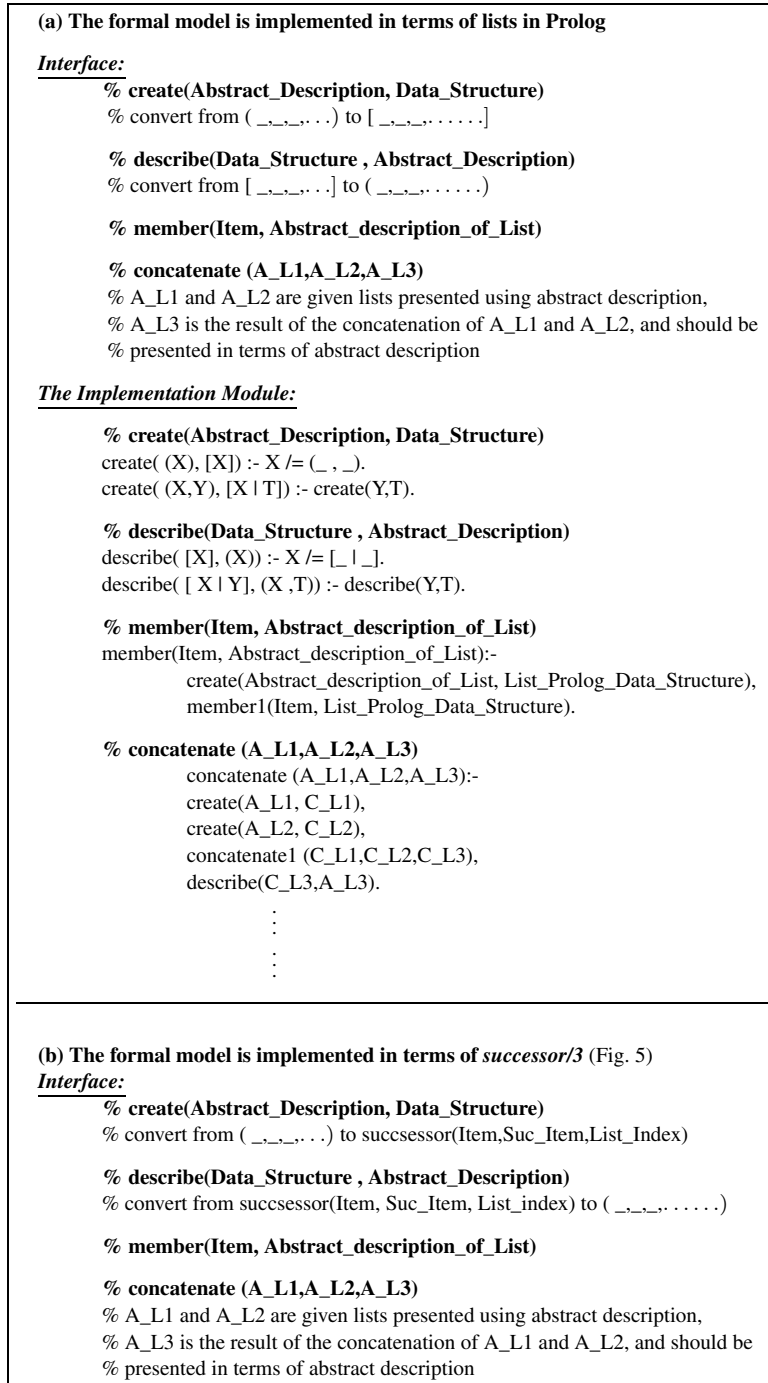 (a) The formal model is implemented in terms of lists in Prolog
Interface:
% create(Abstract_Description, Data_Structure)
% convert from ( _,_,_,. . .) to [ _,_,_,. . . . . .]
% describe(Data_Structure , Abstract_Description)
% convert from [ _,_,_,. . .] to ( _,_,_,. . . . . .)
% member(Item, Abstract_description_of_List)
% concatenate (A_L1,A_L2,A_L3)
% A_L1 and A_L2 are given lists presented using abstract description,
% A_L3 is the result of the concatenation of A_L1 and A_L2, and should be
% presented in terms of abstract description
The Implementation Module:
% create(Abstract_Description, Data_Structure)
create( (X), [X]) :- X /= (_ , _).
create( (X,Y), [X | T]) :- create(Y,T).
% describe(Data_Structure , Abstract_Description)
describe( [X], (X)) :- X /= [_ | _].
describe( [ X | Y], (X ,T)) :- describe(Y,T).
% member(Item, Abstract_description_of_List)
member(Item, Abstract_description_of_List):-
create(Abstract_description_of_List, List_Prolog_Data_Structure),
member1(Item, List_Prolog_Data_Structure).
% concatenate (A_L1,A_L2,A_L3)
concatenate (A_L1,A_L2,A_L3):-
create(A_L1, C_L1),
create(A_L2, C_L2),
concatenate1 (C_L1,C_L2,C_L3),
describe(C_L3,A_L3).
⋮
⋮
(b) The formal model is implemented in terms of successor/3 (Fig. 5)
Interface:
% create(Abstract_Description, Data_Structure)
% convert from ( _,_,_,. . .) to succsessor(Item,Suc_Item,List_Index)
% describe(Data_Structure , Abstract_Description)
% convert from succsessor(Item, Suc_Item, List_index) to ( _,_,_,. . . . . .)
% member(Item, Abstract_description_of_List)
% concatenate (A_L1,A_L2,A_L3)
% A_L1 and A_L2 are given lists presented using abstract description,
% A_L3 is the result of the concatenation of A_L1 and A_L2, and should be
% presented in terms of abstract description